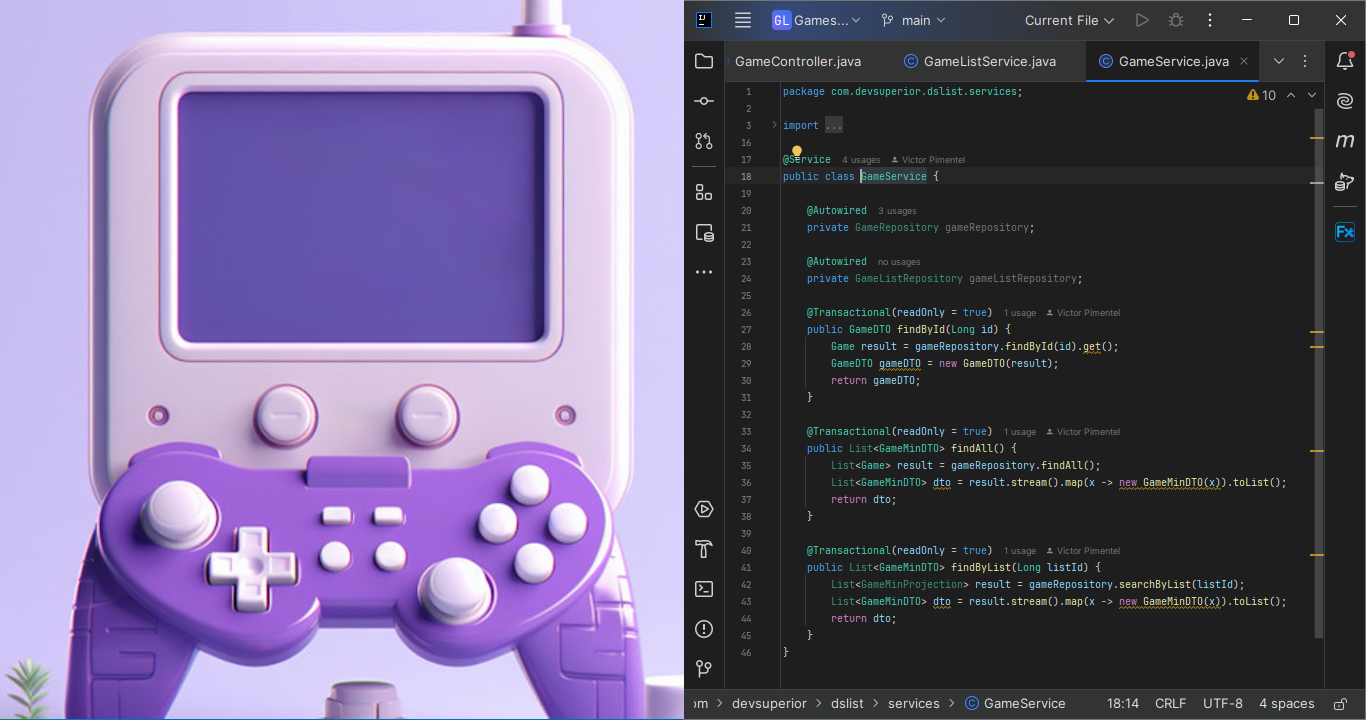 GL Games... main Current File
GameController.java GameListService.java GameService.java
1 package com.devsuperior.dslist.services; 10
2
3 import ...
16
17 @Service 4 usages Victor Pimentel
18 public class GameService {
19
20 @Autowired 3 usages
21 private GameRepository gameRepository;
22
23 @Autowired no usages
24 private GameListRepository gameListRepository;
25
26 @Transactional(readOnly = true) 1 usage Victor Pimentel
27 public GameDTO findById(Long id) {
28 Game result = gameRepository.findById(id).get();
29 GameDTO gameDTO = new GameDTO(result);
30 return gameDTO;
31 }
32
33 @Transactional(readOnly = true) 1 usage Victor Pimentel
34 public List<GameMinDTO> findAll() {
35 List<Game> result = gameRepository.findAll();
36 List<GameMinDTO> dto = result.stream().map(x -> new GameMinDTO(x)).toList();
37 return dto;
38 }
39
40 @Transactional(readOnly = true) 1 usage Victor Pimentel
41 public List<GameMinDTO> findByList(Long listId) {
42 List<GameMinProjection> result = gameRepository.searchByList(listId);
43 List<GameMinDTO> dto = result.stream().map(x -> new GameMinDTO(x)).toList();
44 return dto;
45 }
46 }
om > devsuperior > dslist > services > GameService 18:14 CRLF UTF-8 4 spaces